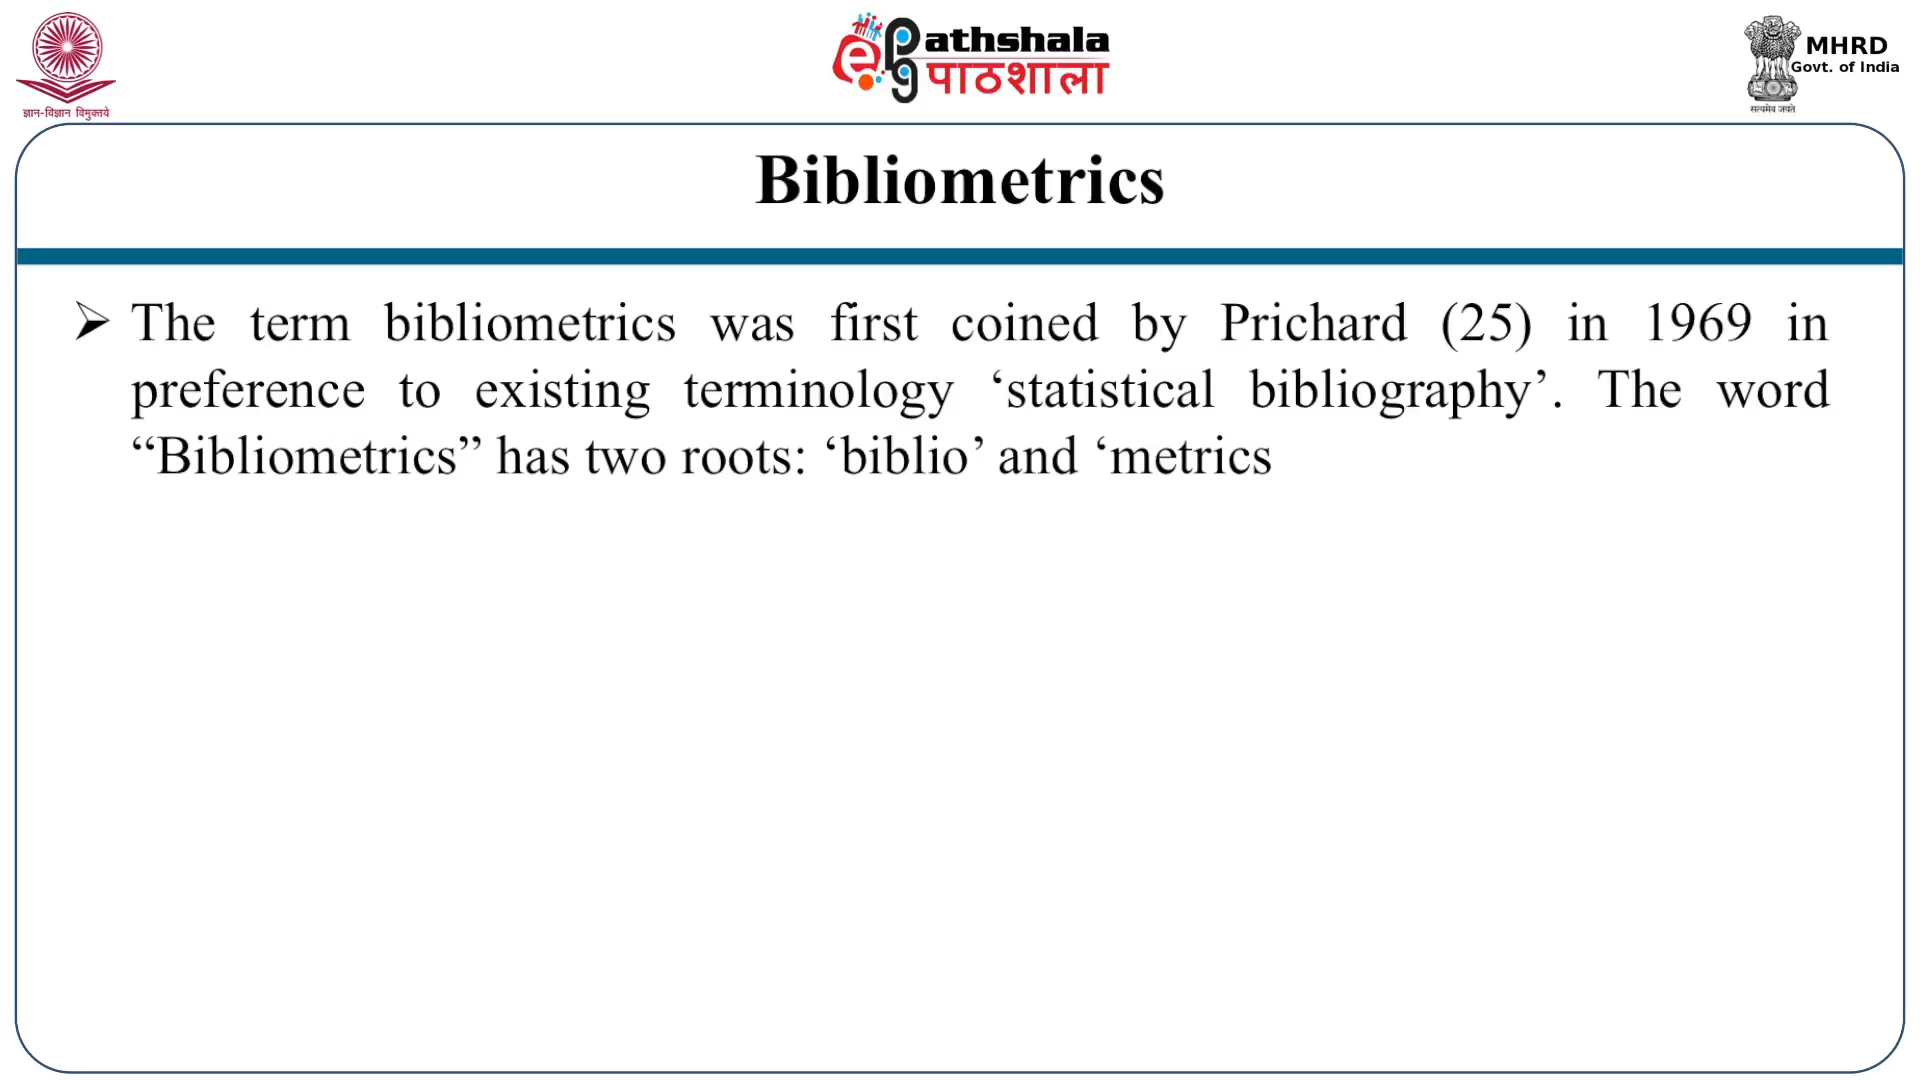 ज्ञान-विज्ञान विमुक्तये
e Pathshala
pg पाठशाला
MHRD
Govt. of India
सत्यमेव जयते
Bibliometrics
➢ The term bibliometrics was first coined by Prichard (25) in 1969 in
preference to existing terminology ‘statistical bibliography’. The word
“Bibliometrics” has two roots: ‘biblio’ and ‘metrics